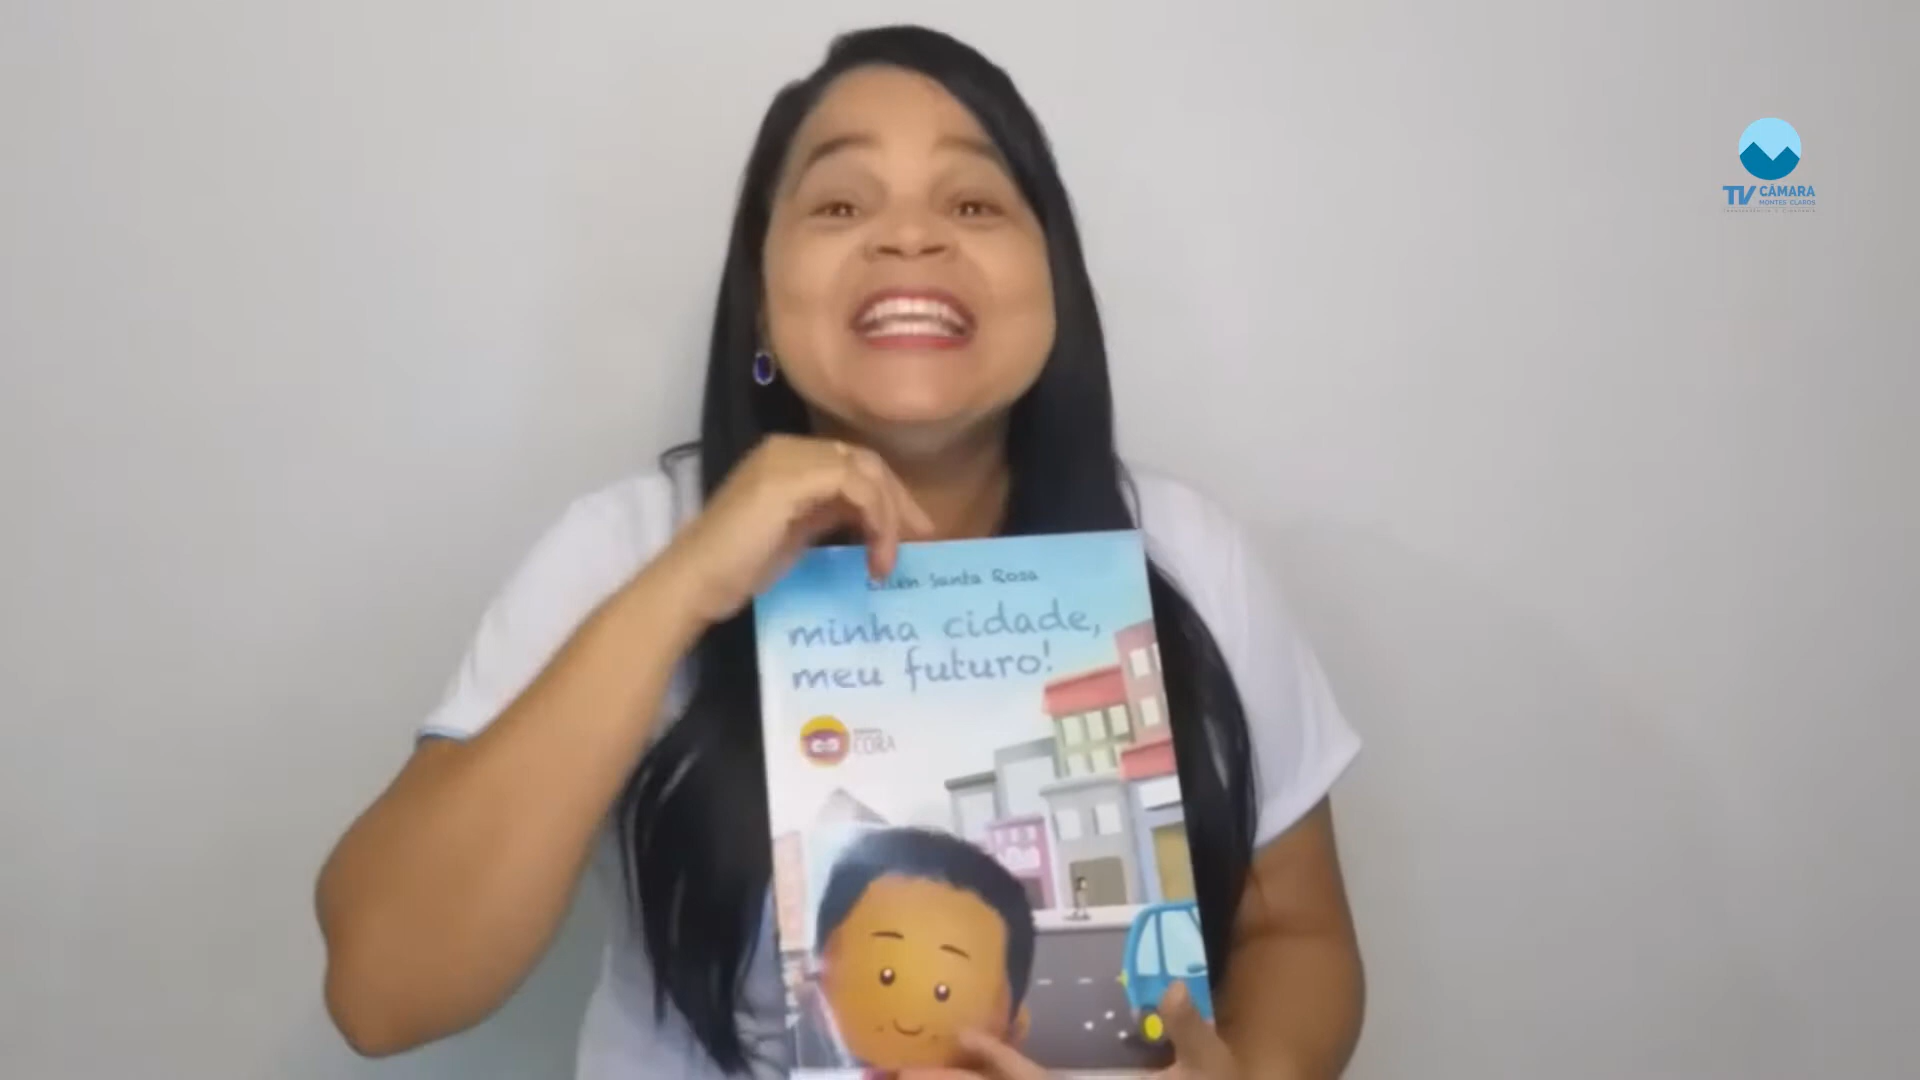 TV CÂMARA
MONTES CLAROS
Santa Rosa
minha cidade,
meu futuro!
CORA